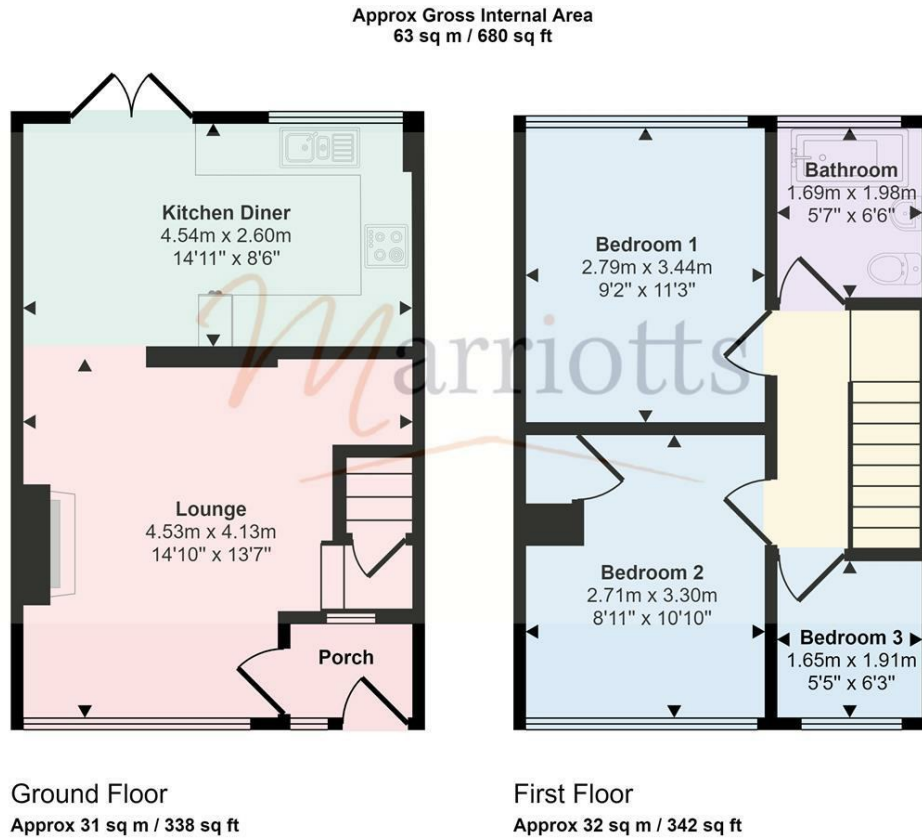 Approx Gross Internal Area
63 sq m / 680 sq ft
Kitchen Diner
4.54m x 2.60m
14'11" x 8'6"
Lounge
4.53m x 4.13m
14'10" x 13'7"
Porch
Bedroom 1
2.79m x 3.44m
9'2" x 11'3"
Bathroom
1.69m x 1.98m
5'7" x 6'6"
Bedroom 2
2.71m x 3.30m
8'11" x 10'10"
Bedroom 3
1.65m x 1.91m
5'5" x 6'3"
Marriotts
Ground Floor
Approx 31 sq m / 338 sq ft
First Floor
Approx 32 sq m / 342 sq ft